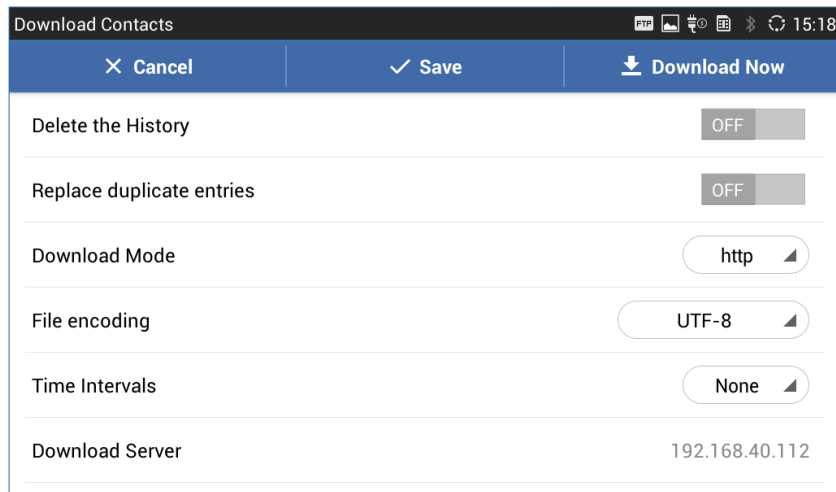 Download Contacts FTP 15:18
Cancel Save Download Now
Delete the History OFF
Replace duplicate entries OFF
Download Mode http
File encoding UTF-8
Time Intervals None
Download Server 192.168.40.112